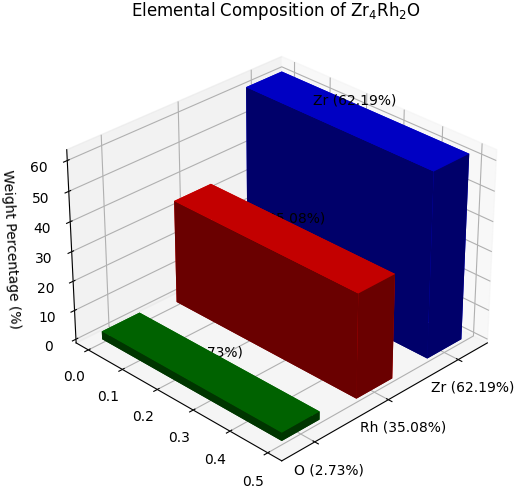 Elemental Composition of Zr₄Rh₂O
Zr (62.19%)
.08%)
73%)
Weight Percentage (%)
60
50
40
30
20
10
0
0.0
0.1
0.2
0.3
0.4
0.5
Zr (62.19%)
Rh (35.08%)
O (2.73%)